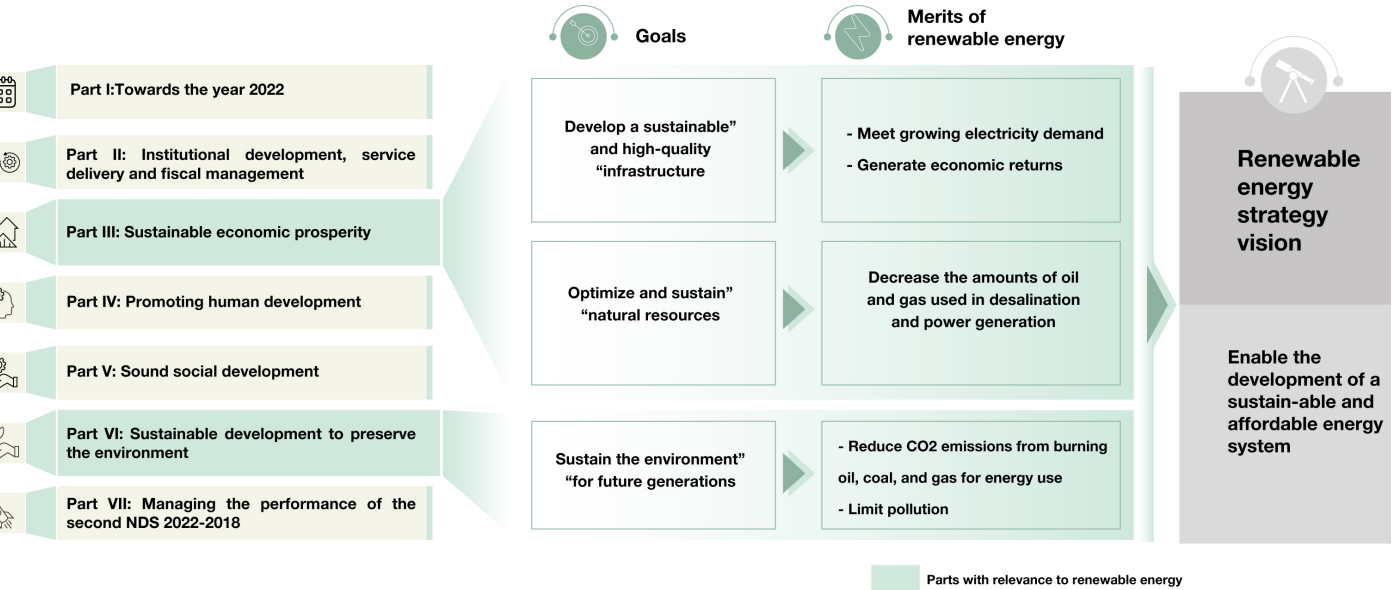 Goals
Merits of
renewable energy
Part I:Towards the year 2022
Part II: Institutional development, service
delivery and fiscal management
Part III: Sustainable economic prosperity
Part IV: Promoting human development
Part V: Sound social development
Part VI: Sustainable development to preserve
the environment
Part VII: Managing the performance of the
second NDS 2022-2018
Develop a sustainable”
and high-quality
“infrastructure
- Meet growing electricity demand
- Generate economic returns
Optimize and sustain”
“natural resources
Decrease the amounts of oil
and gas used in desalination
and power generation
Sustain the environment”
“for future generations
- Reduce CO2 emissions from burning
oil, coal, and gas for energy use
- Limit pollution
Renewable
energy
strategy
vision
Enable the
development of a
sustain-able and
affordable energy
system
Parts with relevance to renewable energy